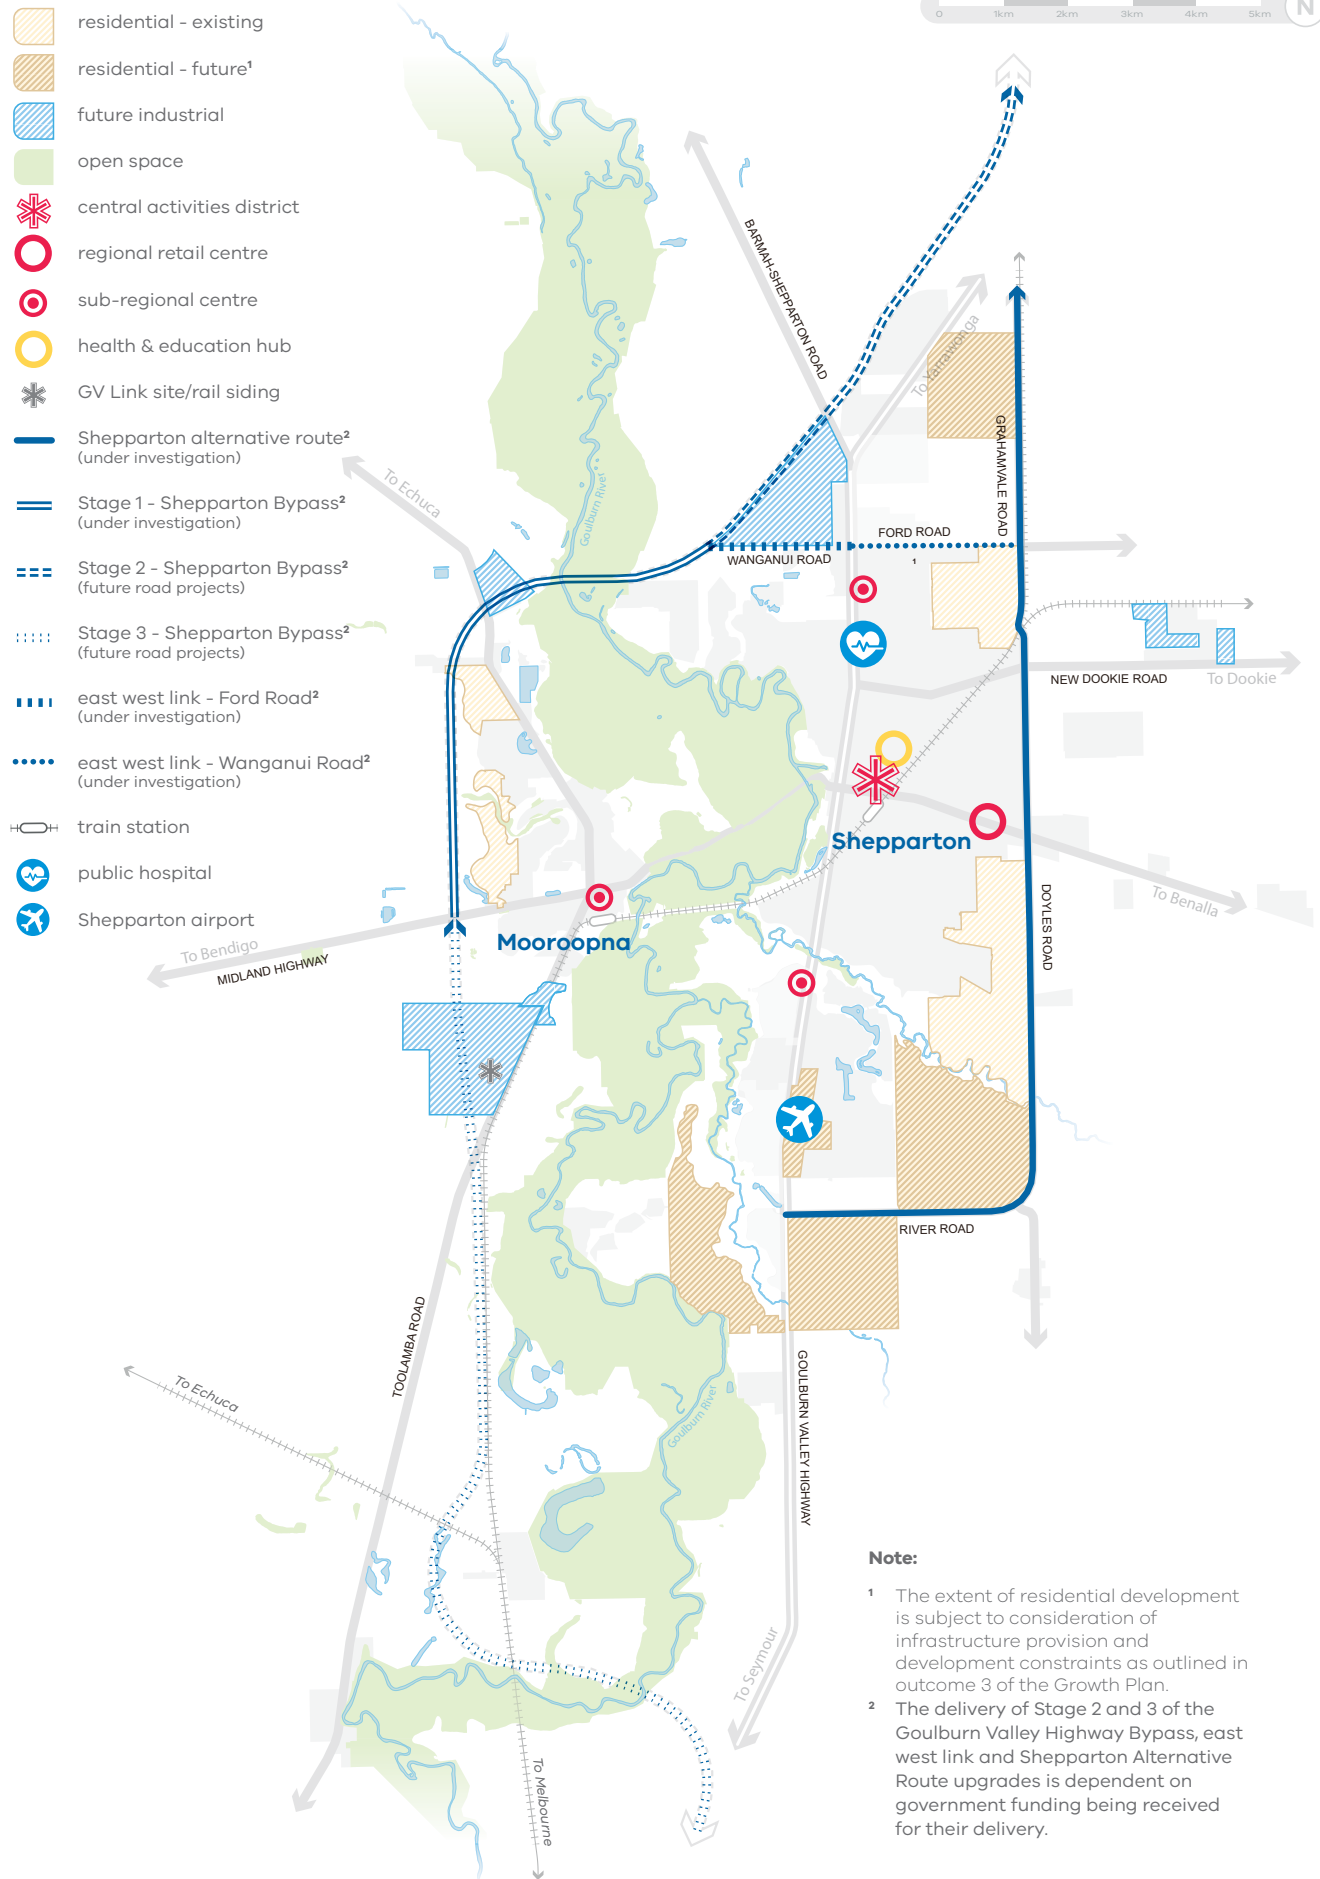 residential - existing
residential - future¹
future industrial
open space
central activities district
regional retail centre
sub-regional centre
health & education hub
GV Link site/rail siding
Shepparton alternative route²
(under investigation)
Stage 1 - Shepparton Bypass²
(under investigation)
Stage 2 - Shepparton Bypass²
(future road projects)
Stage 3 - Shepparton Bypass²
(future road projects)
east west link - Ford Road²
(under investigation)
east west link - Wanganui Road²
(under investigation)
train station
public hospital
Shepparton airport
0 1km 2km 3km 4km 5km
N
BARMAH-SHEPPARTON ROAD
To Yarrawonga
GRAHAMVALE ROAD
To Echuca
Goulburn River
FORD ROAD
WANGANUI ROAD
1
NEW DOOKIE ROAD
To Dookie
Shepparton
To Benalla
DOYLES ROAD
Mooroopna
To Bendigo
MIDLAND HIGHWAY
RIVER ROAD
TOOLAMBA ROAD
To Echuca
Goulburn River
GOULBURN VALLEY HIGHWAY
To Seymour
To Melbourne
Note:
¹ The extent of residential development
is subject to consideration of
infrastructure provision and
development constraints as outlined in
outcome 3 of the Growth Plan.
² The delivery of Stage 2 and 3 of the
Goulburn Valley Highway Bypass, east
west link and Shepparton Alternative
Route upgrades is dependent on
government funding being received
for their delivery.